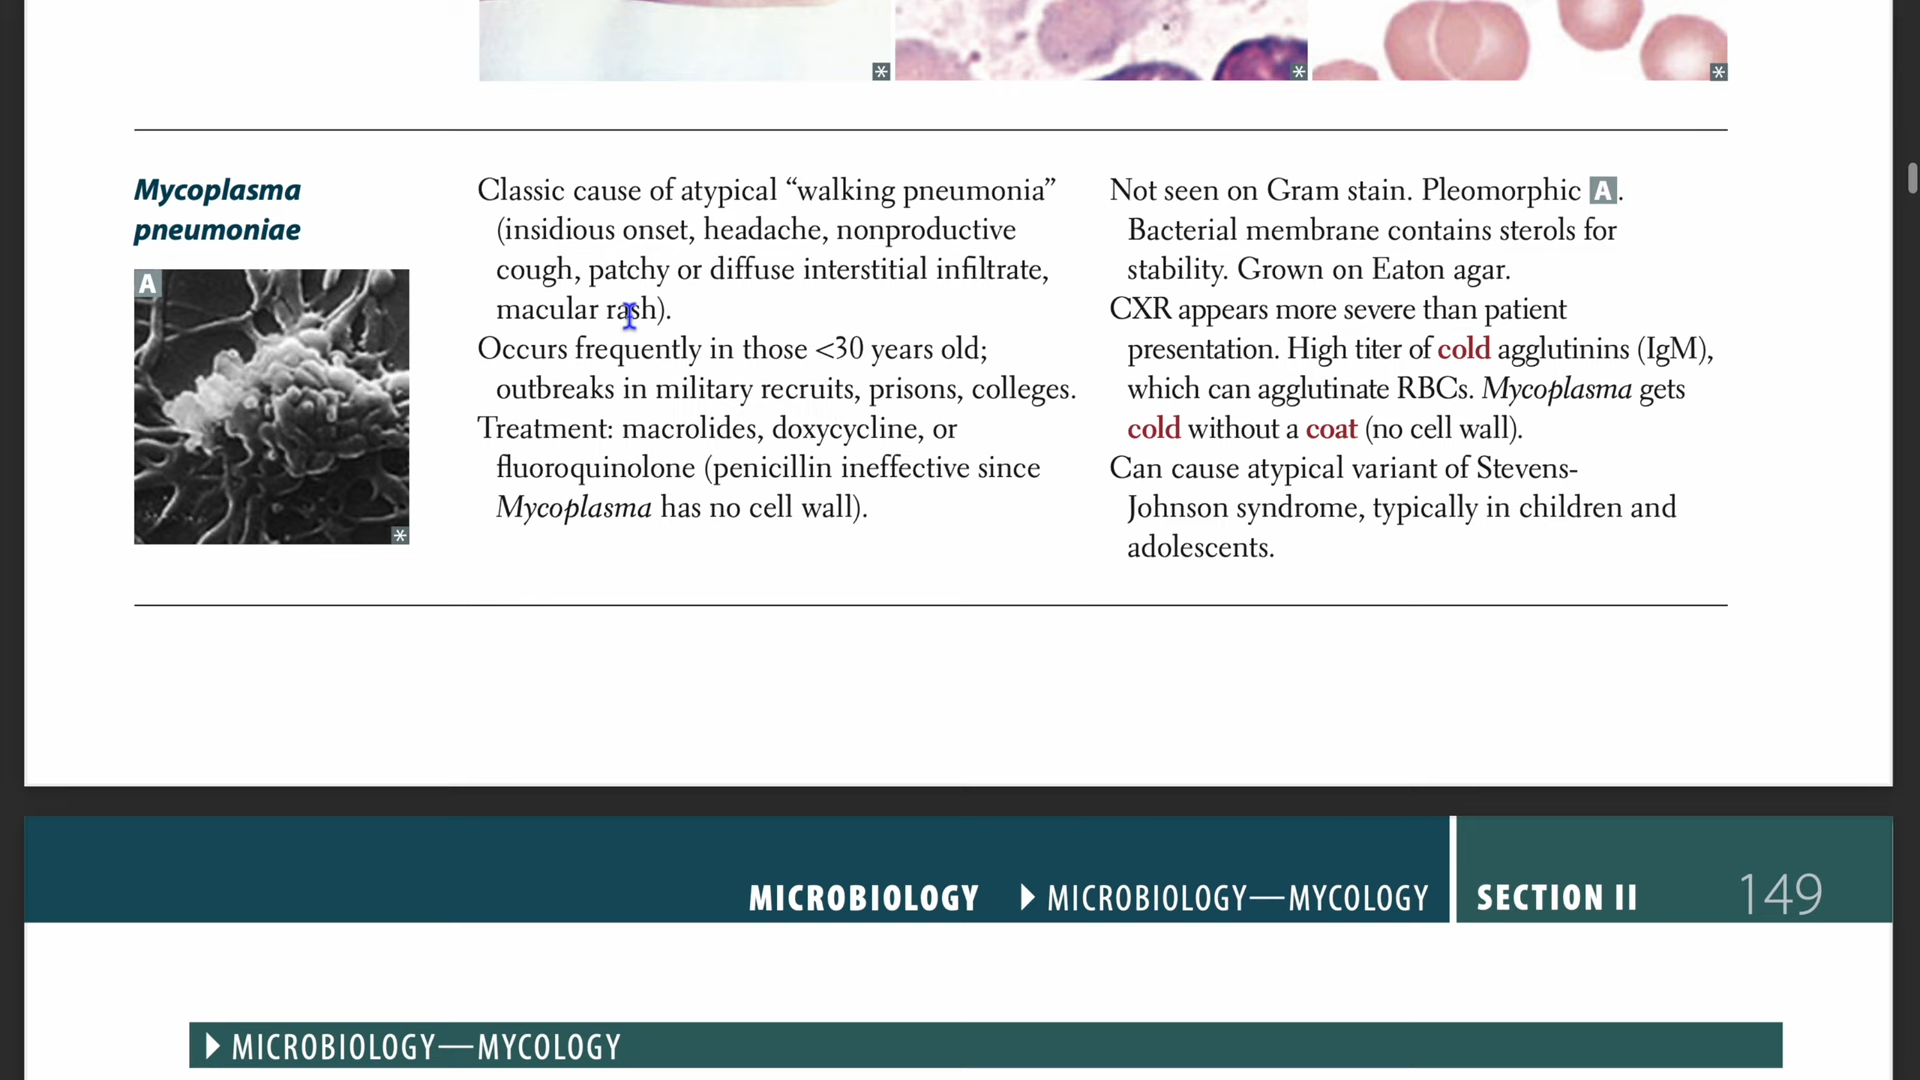 Mycoplasma
pneumoniae
A
Classic cause of atypical “walking pneumonia”
(insidious onset, headache, nonproductive
cough, patchy or diffuse interstitial infiltrate,
macular rash).
Occurs frequently in those <30 years old;
outbreaks in military recruits, prisons, colleges.
Treatment: macrolides, doxycycline, or
fluoroquinolone (penicillin ineffective since
Mycoplasma has no cell wall).
Not seen on Gram stain. Pleomorphic A.
Bacterial membrane contains sterols for
stability. Grown on Eaton agar.
CXR appears more severe than patient
presentation. High titer of cold agglutinins (IgM),
which can agglutinate RBCs. Mycoplasma gets
cold without a coat (no cell wall).
Can cause atypical variant of Stevens-
Johnson syndrome, typically in children and
adolescents.
MICROBIOLOGY ▶ MICROBIOLOGY—MYCOLOGY SECTION II 149
▶ MICROBIOLOGY—MYCOLOGY